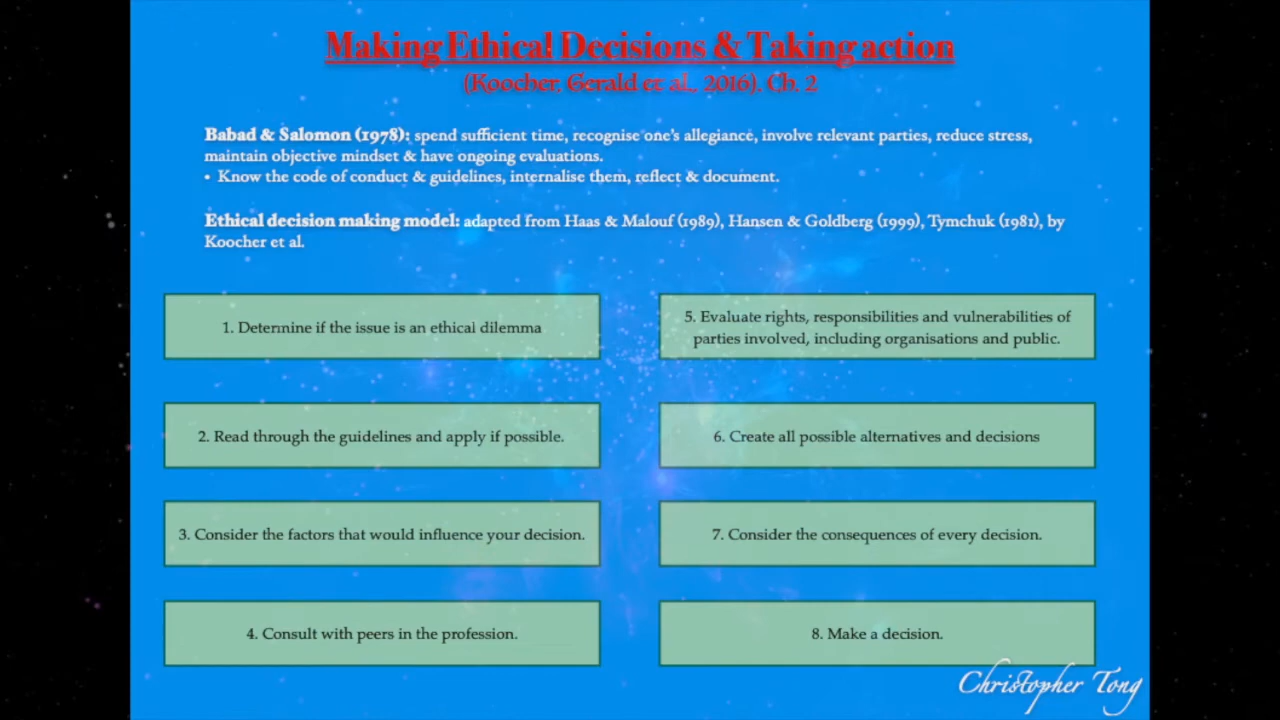 Making Ethical Decisions & Taking action
(Koocher, Gerald et al., 2016), Ch. 2
Babad & Salomon (1978): spend sufficient time, recognise one's allegiance, involve relevant parties, reduce stress,
maintain objective mindset & have ongoing evaluations.
• Know the code of conduct & guidelines, internalise them, reflect & document.
Ethical decision making model: adapted from Haas & Malouf (1989), Hansen & Goldberg (1999), Tymchuk (1981), by
Koocher et al.
1. Determine if the issue is an ethical dilemma
2. Read through the guidelines and apply if possible.
3. Consider the factors that would influence your decision.
4. Consult with peers in the profession.
5. Evaluate rights, responsibilities and vulnerabilities of
parties involved, including organisations and public.
6. Create all possible alternatives and decisions
7. Consider the consequences of every decision.
8. Make a decision.
Christopher Tong